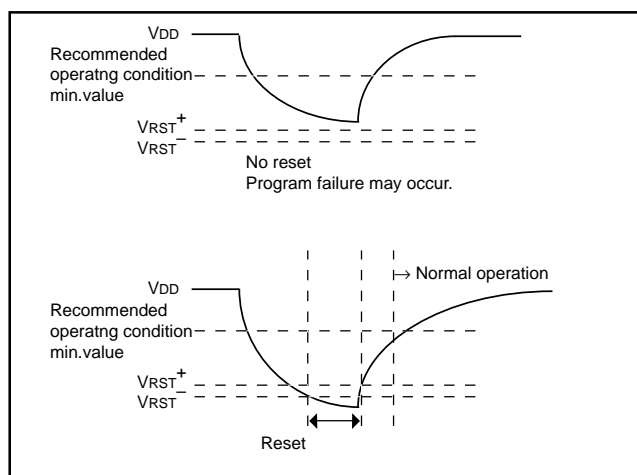 VDD
Recommended
operatng condition
min.value
VRST+
VRST−
No reset
Program failure may occur.
→ Normal operation
VDD
Recommended
operatng condition
min.value
VRST+
VRST−
Reset